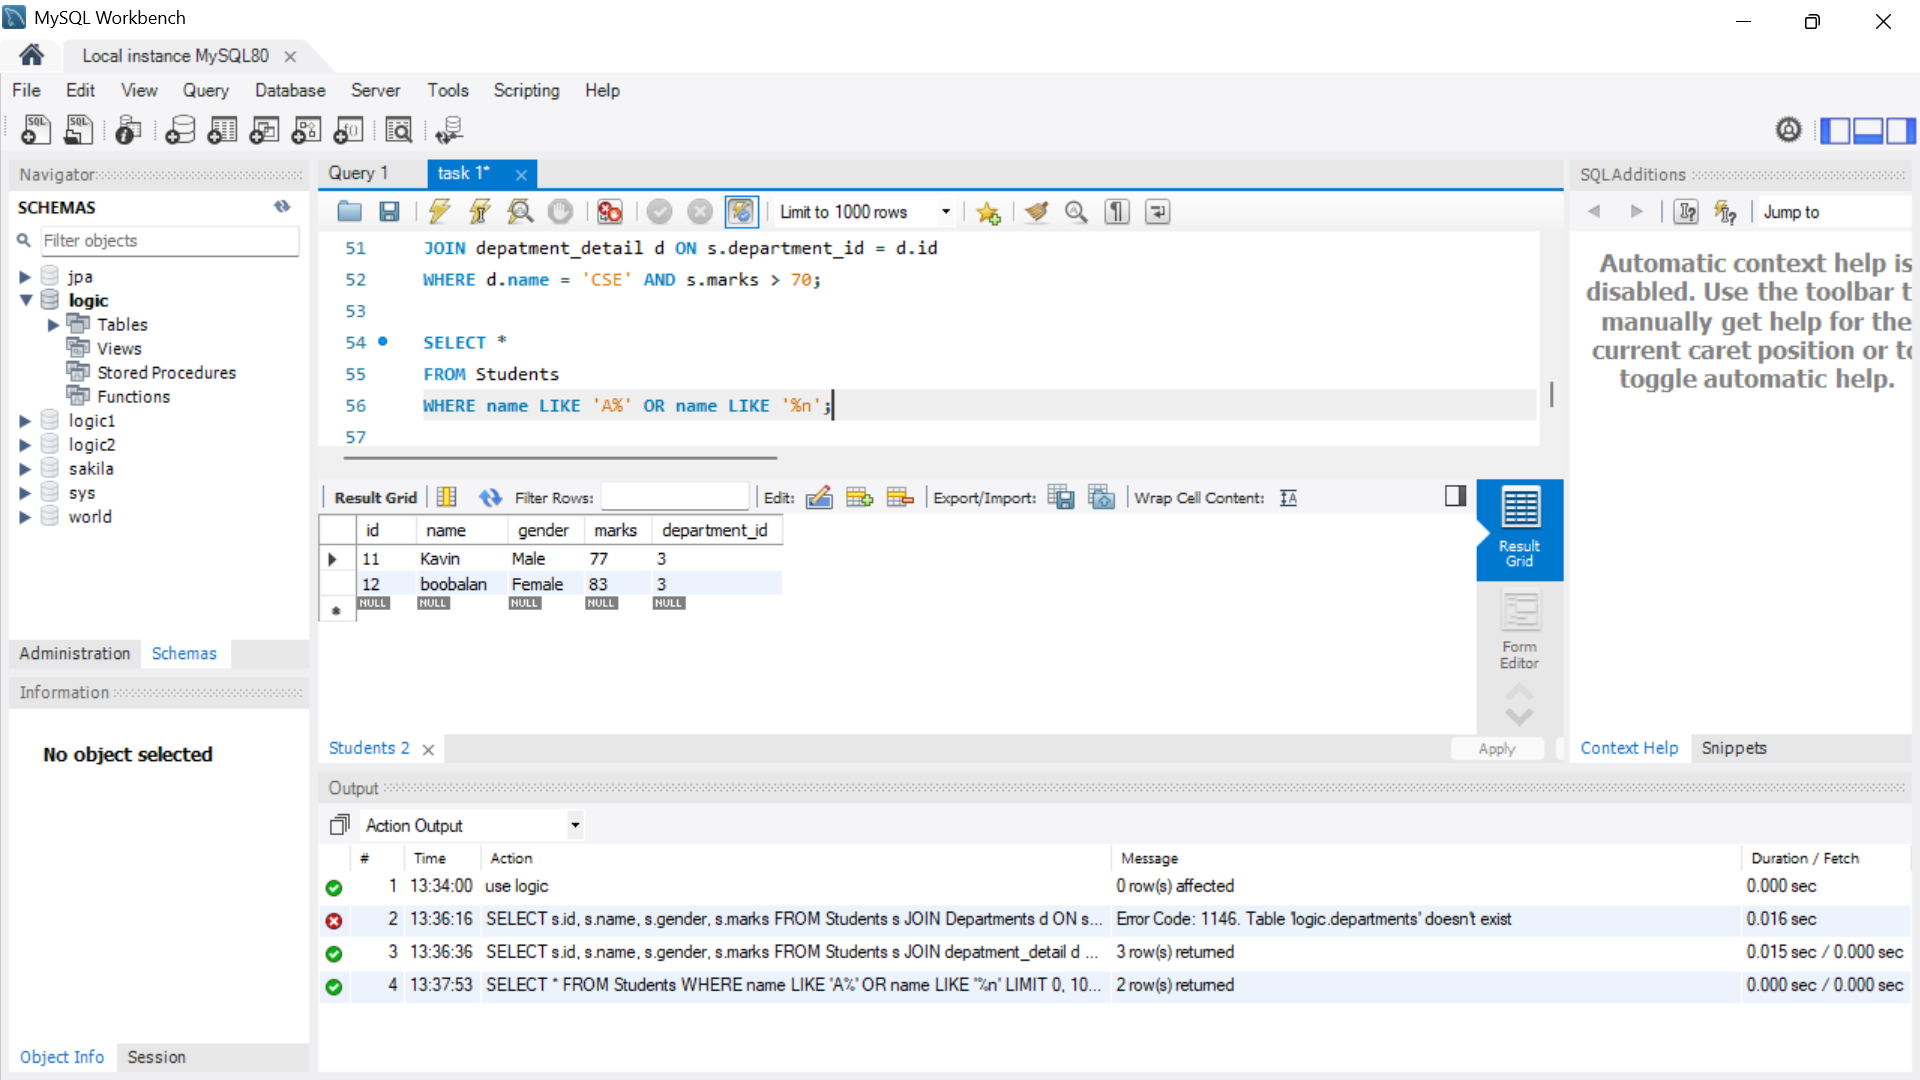 MySQL Workbench
Local instance MySQL80
File Edit View Query Database Server Tools Scripting Help
Navigator
SCHEMAS
Filter objects
jpa
logic
Tables
Views
Stored Procedures
Functions
logic1
logic2
sakila
sys
world
Administration Schemas
Information
No object selected
Object Info Session
Query 1 task 1*
Limit to 1000 rows
51 JOIN depatment_detail d ON s.department_id = d.id
52 WHERE d.name = 'CSE' AND s.marks > 70;
53
54 SELECT *
55 FROM Students
56 WHERE name LIKE 'A%' OR name LIKE '%n';
57
Result Grid Filter Rows: Edit: Export/Import: Wrap Cell Content:
id name gender marks department_id
11 Kavin Male 77 3
12 boobalan Female 83 3
NULL NULL NULL NULL NULL
Result
Grid
Form
Editor
Students 2
Apply
SQLAdditions
Jump to
Automatic context help is
disabled. Use the toolbar t
manually get help for the
current caret position or to
toggle automatic help.
Context Help Snippets
Output
Action Output
# Time Action Message Duration / Fetch
1 13:34:00 use logic 0 row(s) affected 0.000 sec
2 13:36:16 SELECT s.id, s.name, s.gender, s.marks FROM Students s JOIN Departments d ON s... Error Code: 1146. Table 'logic.departments' doesn't exist 0.016 sec
3 13:36:36 SELECT s.id, s.name, s.gender, s.marks FROM Students s JOIN depatment_detail d ... 3 row(s) returned 0.015 sec / 0.000 sec
4 13:37:53 SELECT * FROM Students WHERE name LIKE 'A%' OR name LIKE '%n' LIMIT 0, 10... 2 row(s) returned 0.000 sec / 0.000 sec